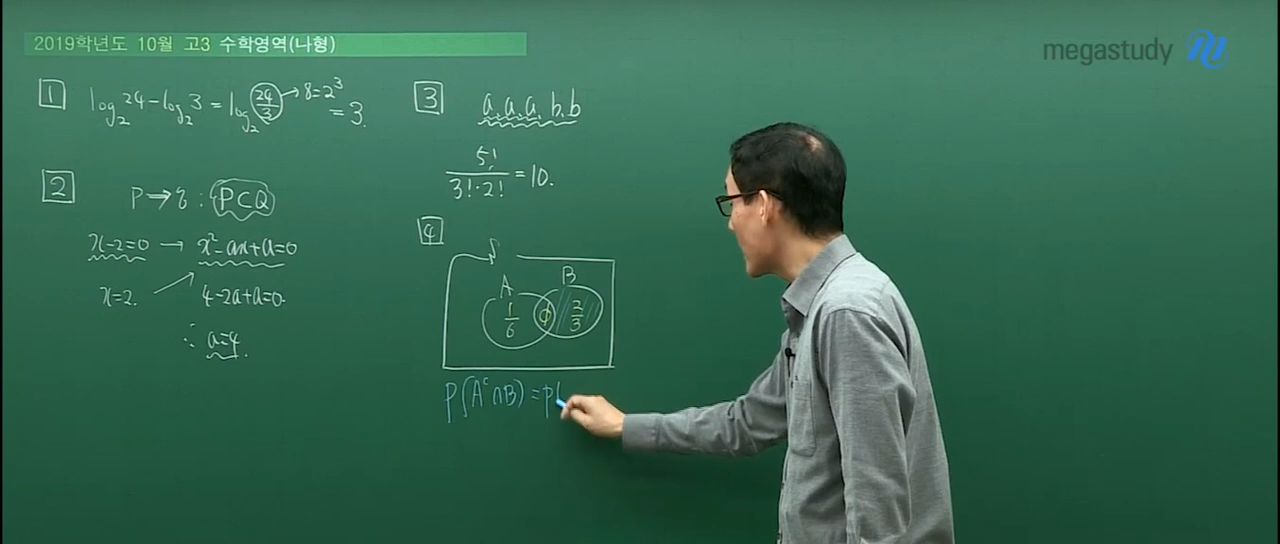 2019학년도 10월 고3 수학영역(나형)
megastudy
1
log₂24 - log₂3 = log₂ 24/3 → 8=2³
= 3.
2
P → q : P⊂Q
x-2=0 → x²-ax+a=0
x=2. 4-2a+a=0.
∴ a=4.
3
a, a, a, b, b
5!/3!·2! = 10.
4
S
A B
1/6 ∅ 2/3
P(Aᶜ∩B) = P(